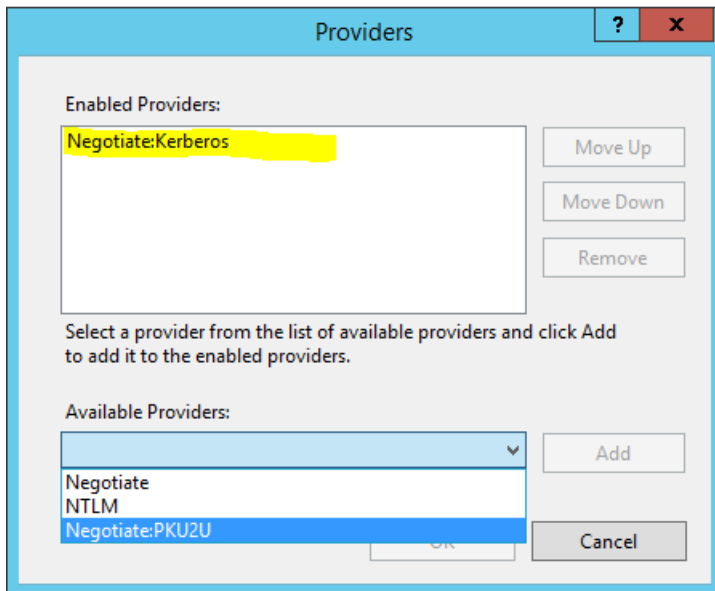 Providers
?
x
Enabled Providers:
Negotiate:Kerberos
Move Up
Move Down
Remove
Select a provider from the list of available providers and click Add
to add it to the enabled providers.
Available Providers:
Add
Negotiate
NTLM
Negotiate:PKU2U
Cancel